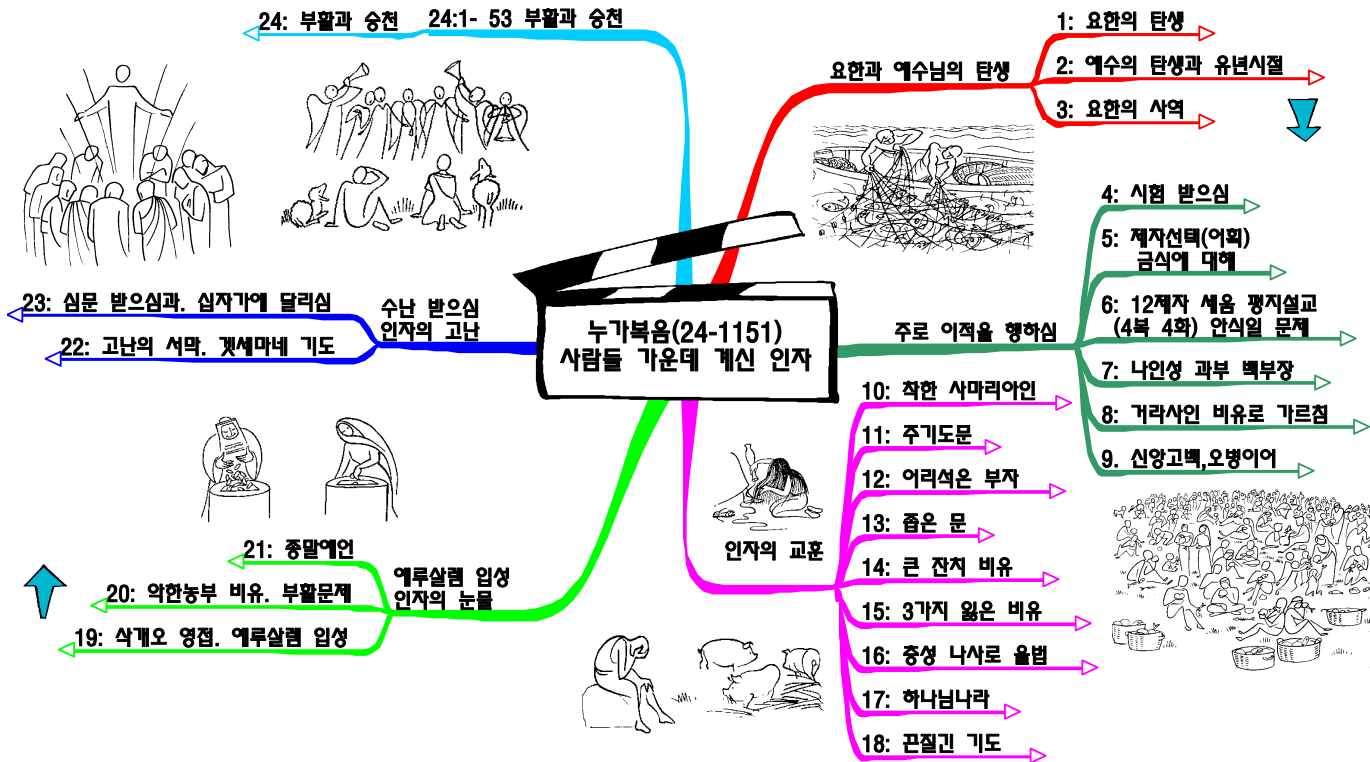 누가복음(24-1151)
사람들 가운데 계신 인자
요한과 예수님의 탄생
1: 요한의 탄생
2: 예수의 탄생과 유년시절
3: 요한의 사역
주로 이적을 행하심
4: 시험 받으심
5: 제자선택(어획)
금식에 대해
6: 12제자 세움 평지설교
(4복 4화) 안식일 문제
7: 나인성 과부 백부장
8: 거라사인 비유로 가르침
9. 신앙고백,오병이어
인자의 교훈
10: 착한 사마리아인
11: 주기도문
12: 어리석은 부자
13: 좁은 문
14: 큰 잔치 비유
15: 3가지 잃은 비유
16: 충성 나사로 율법
17: 하나님나라
18: 끈질긴 기도
예루살렘 입성
인자의 눈물
21: 종말예언
20: 악한농부 비유. 부활문제
19: 삭개오 영접. 예루살렘 입성
수난 받으심
인자의 고난
23: 심문 받으심과. 십자가에 달리심
22: 고난의 서막. 겟세마네 기도
24:1- 53 부활과 승천
24: 부활과 승천